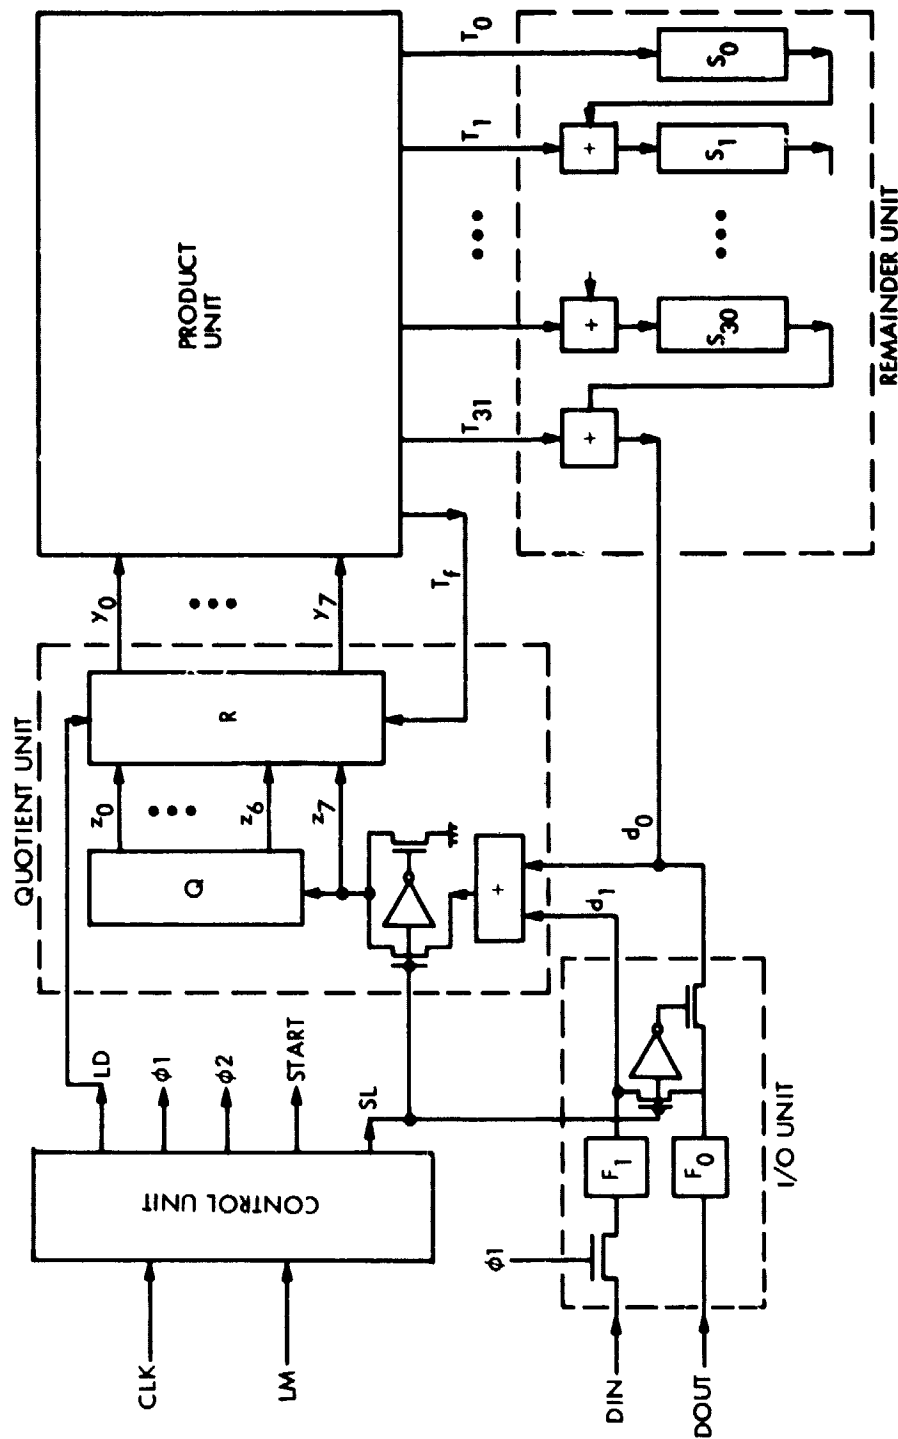 PRODUCT
UNIT
T0
T1
T31
Tf
S0
S1
S30
+
+
+
REMAINDER UNIT
QUOTIENT UNIT
y0
y7
R
z0
z6
z7
Q
+
d0
d1
LD
φ1
φ2
START
SL
CONTROL UNIT
CLK
LM
φ1
F1
F0
I/O UNIT
DIN
DOUT